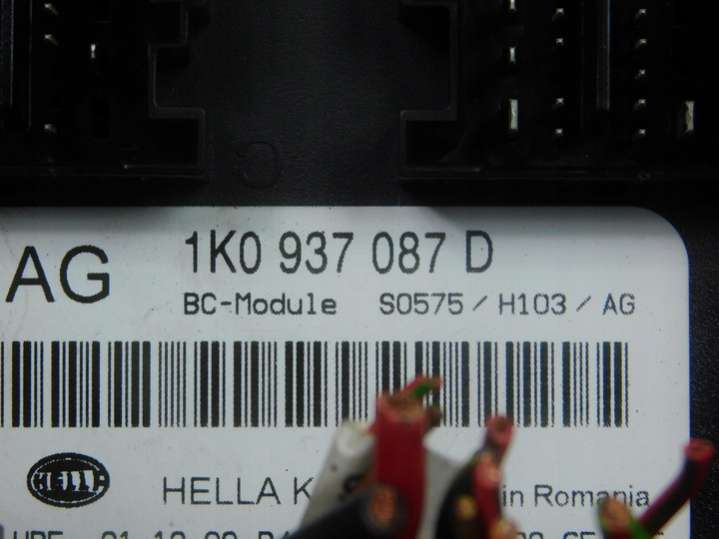 AG
1K0 937 087 D
BC-Module S0575 / H103 / AG
HELLA
HELLA K
in Romania